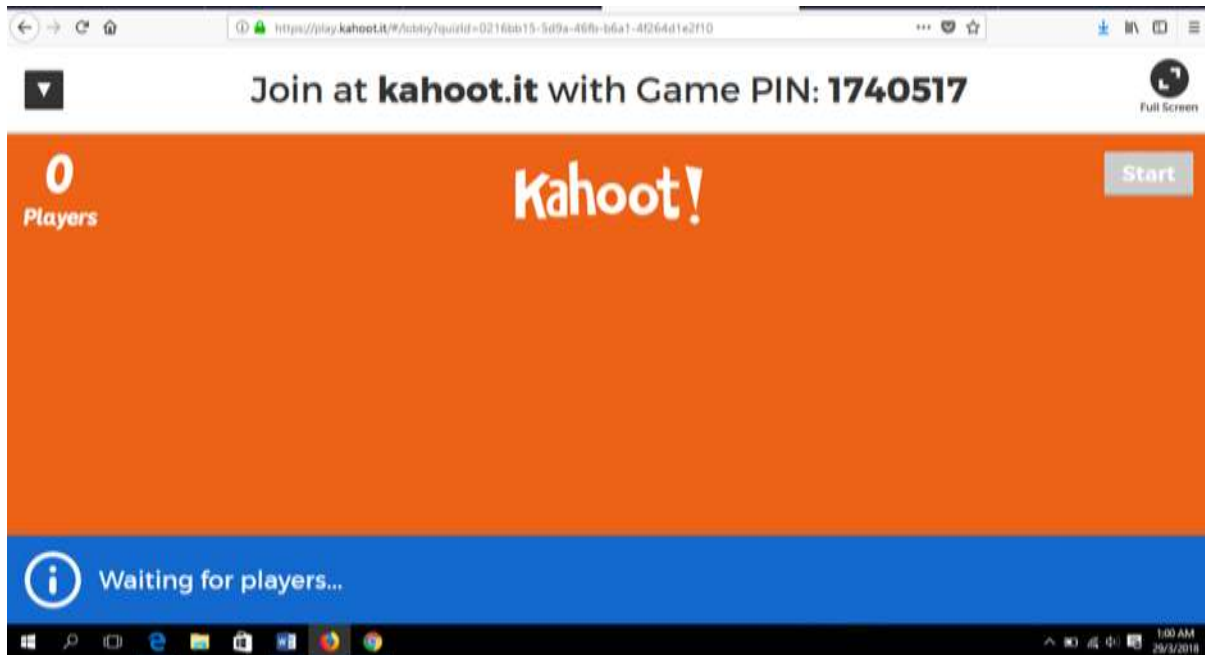 https://play.kahoot.it/#/lobby?quizId=0216bb15-5d9a-46fb-b6a1-4f264d1e2f10
Join at kahoot.it with Game PIN: 1740517
Full Screen
0
Players
Kahoot!
Start
Waiting for players...
1:00 AM
29/3/2018